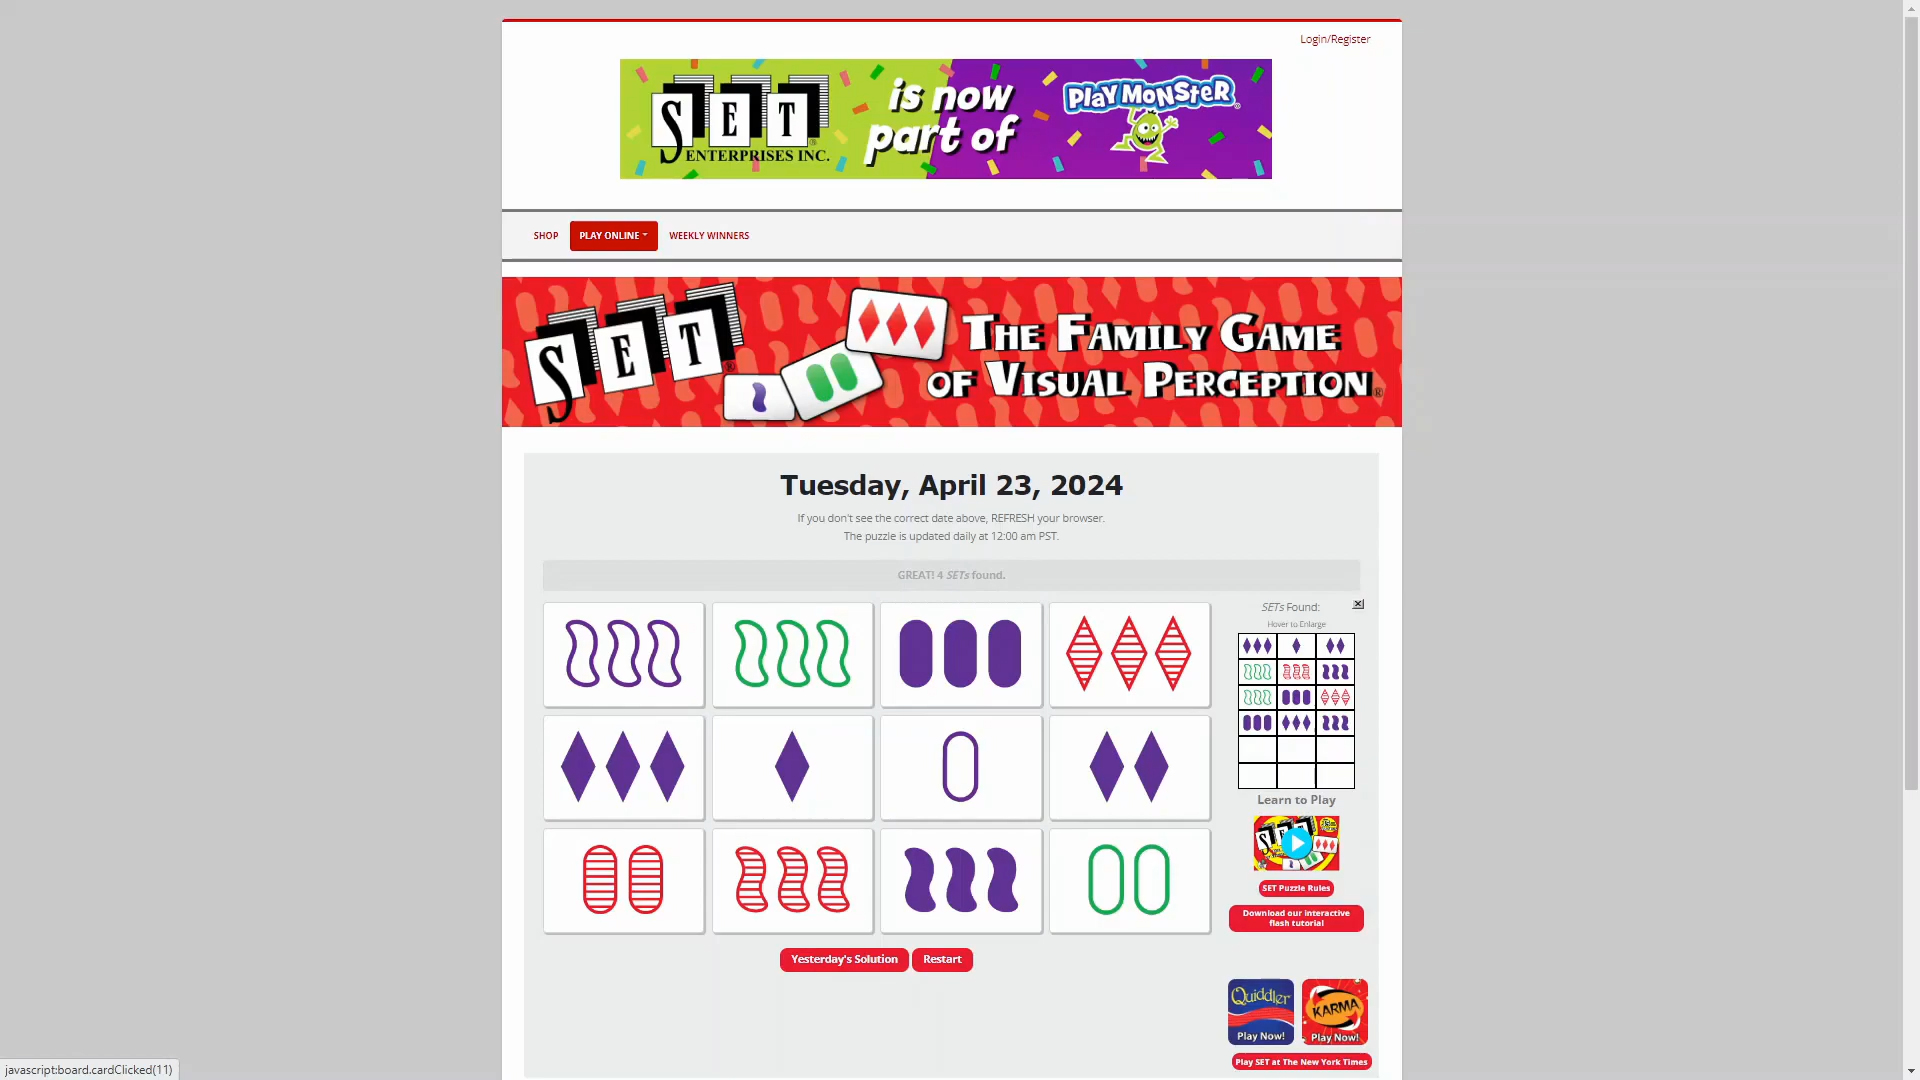 Login/Register
SET
ENTERPRISES INC.
is now
part of
PLAY MONSTER
SHOP
PLAY ONLINE
WEEKLY WINNERS
SET
THE FAMILY GAME
OF VISUAL PERCEPTION®
Tuesday, April 23, 2024
If you don't see the correct date above, REFRESH your browser.
The puzzle is updated daily at 12:00 am PST.
GREAT! 4 SETs found.
SETs Found:
Hover to Enlarge
Learn to Play
SET
SET Puzzle Rules
Download our interactive
flash tutorial
Yesterday's Solution
Restart
Quiddler
Play Now!
KARMA
Play Now!
Play SET at The New York Times
javascript:board.cardClicked(11)